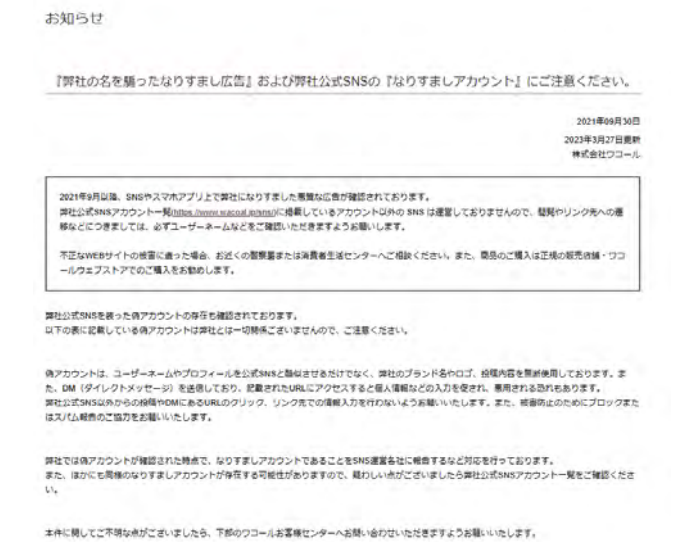 お知らせ
『弊社の名を騙ったなりすまし広告』および弊社公式SNSの『なりすましアカウント』にご注意ください。
2021年09月30日
2023年3月27日更新
株式会社ワコール
2021年9月以降、SNSやスマホアプリ上で弊社になりすました悪質な広告が確認されております。
弊社公式SNSアカウント一覧(https://www.wacoal.jp/sns/)に掲載しているアカウント以外の SNS は運営しておりませんので、閲覧やリンク先への遷
移などにつきましては、必ずユーザーネームなどをご確認いただきますようお願いします。
不正なWEBサイトの被害に遭った場合、お近くの警察署または消費者生活センターへご相談ください。また、商品のご購入は正規の販売店舗・ワコ
ールウェブストアでのご購入をお勧めします。
弊社公式SNSを装った偽アカウントの存在も確認されております。
以下の表に記載している偽アカウントは弊社とは一切関係ございませんので、ご注意ください。
偽アカウントは、ユーザーネームやプロフィールを公式SNSと類似させるだけでなく、弊社のブランド名やロゴ、投稿内容を無断使用しております。ま
た、DM（ダイレクトメッセージ）を送信しており、記載されたURLにアクセスすると個人情報などの入力を促され、悪用される恐れもあります。
弊社公式SNS以外からの投稿やDMにあるURLのクリック、リンク先での情報入力を行わないようお願いいたします。また、被害防止のためにブロックまた
はスパム報告のご協力をお願いいたします。
弊社では偽アカウントが確認された時点で、なりすましアカウントであることをSNS運営各社に報告するなど対応を行っております。
また、ほかにも同様のなりすましアカウントが存在する可能性がありますので、疑わしい点がございましたら弊社公式SNSアカウント一覧をご確認くださ
い。
本件に関してご不明な点がございましたら、下部のワコールお客様センターへお問い合わせいただきますようお願いいたします。